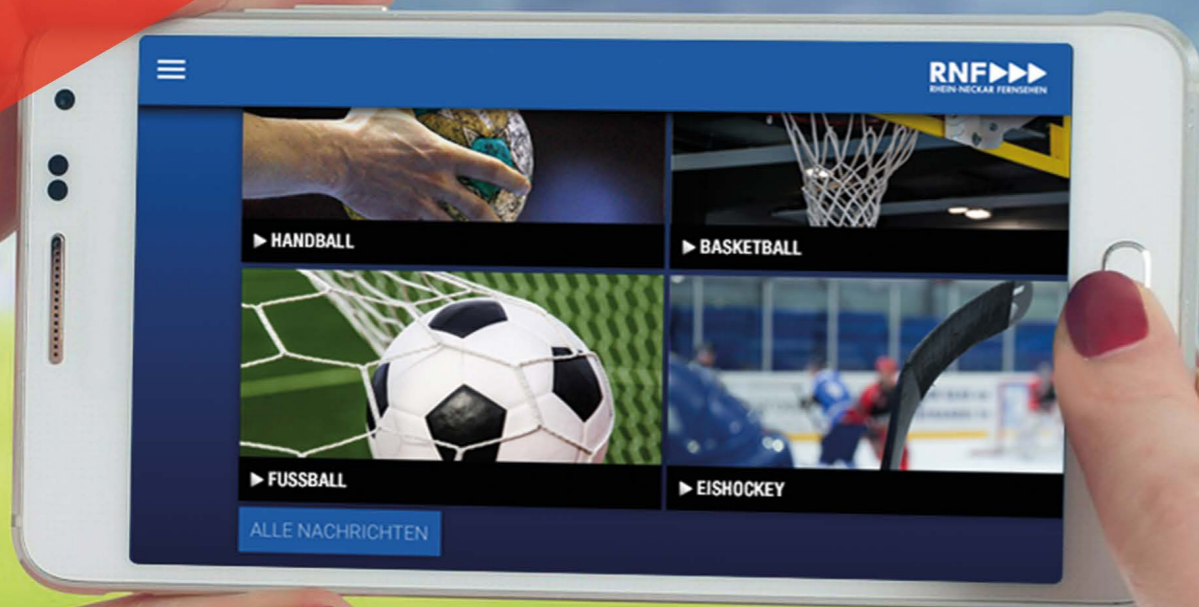 RNF
RHEIN-NECKAR FERNSEHEN
HANDBALL
BASKETBALL
FUSSBALL
EISHOCKEY
ALLE NACHRICHTEN